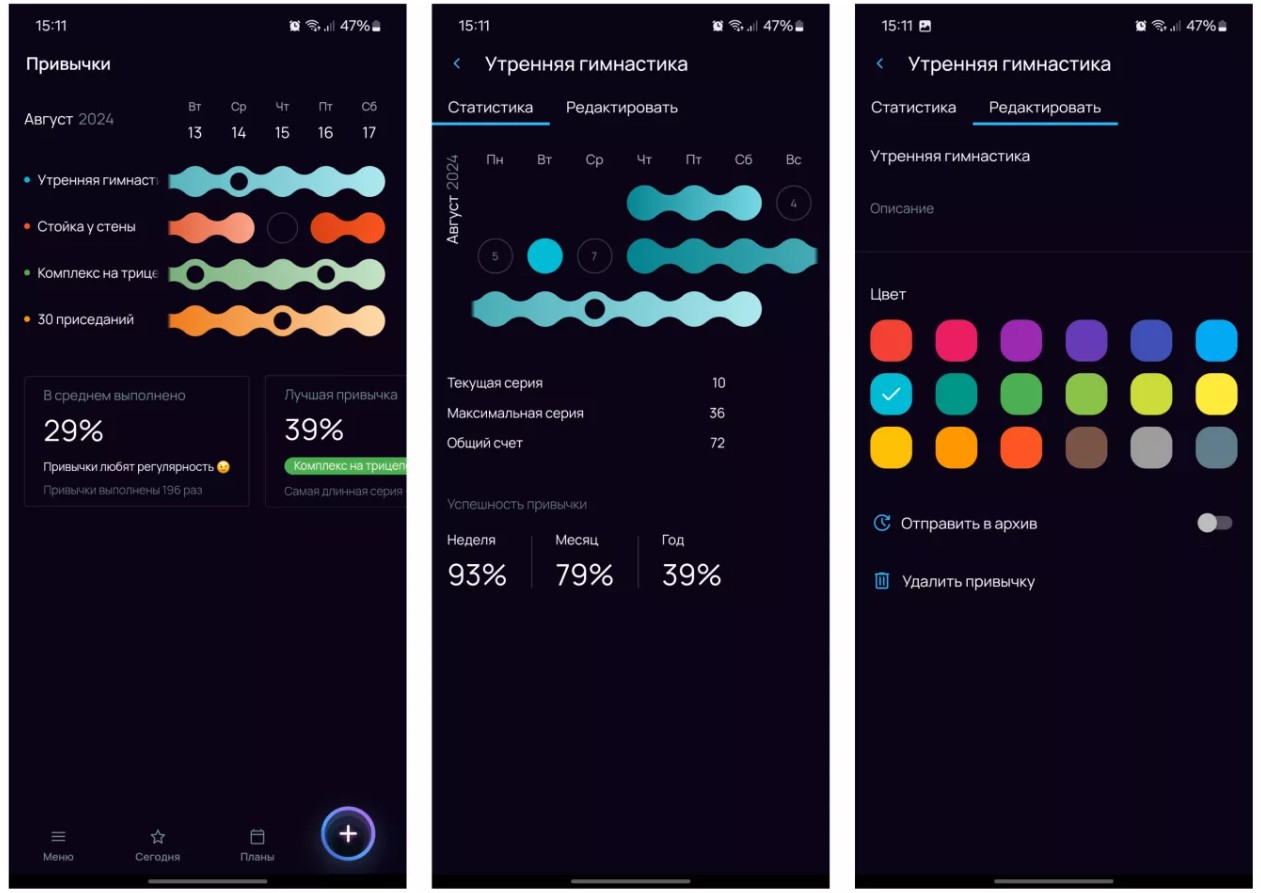 15:11 47%
Привычки
Август 2024
Вт Ср Чт Пт Сб
13 14 15 16 17
Утренняя гимнаст
Стойка у стены
Комплекс на трице
30 приседаний
В среднем выполнено
29%
Привычки любят регулярность
Привычки выполнены 196 раз
Лучшая привычка
39%
Комплекс на трицеп
Самая длинная серия
Меню Сегодня Планы
15:11 47%
Утренняя гимнастика
Статистика Редактировать
Август 2024
Пн Вт Ср Чт Пт Сб Вс
4
5 7
Текущая серия 10
Максимальная серия 36
Общий счет 72
Успешность привычки
Неделя Месяц Год
93% 79% 39%
15:11 47%
Утренняя гимнастика
Статистика Редактировать
Утренняя гимнастика
Описание
Цвет
Отправить в архив
Удалить привычку